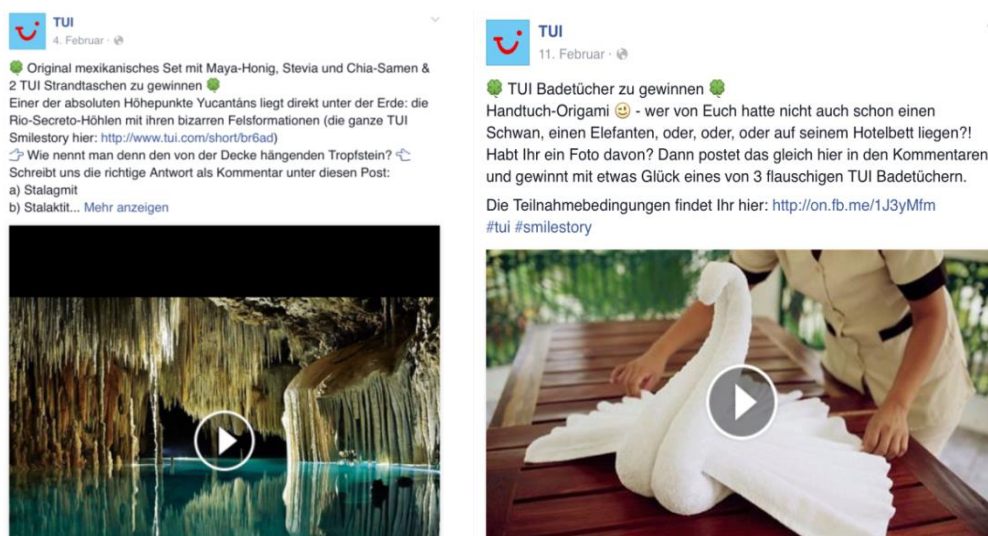 TUI
4. Februar ·
🍀 Original mexikanisches Set mit Maya-Honig, Stevia und Chia-Samen &
2 TUI Strandtaschen zu gewinnen 🍀
Einer der absoluten Höhepunkte Yucantáns liegt direkt unter der Erde: die
Rio-Secreto-Höhlen mit ihren bizarren Felsformationen (die ganze TUI
Smilestory hier: http://www.tui.com/short/br6ad)
👉 Wie nennt man denn den von der Decke hängenden Tropfstein? 👈
Schreibt uns die richtige Antwort als Kommentar unter diesen Post:
a) Stalagmit
b) Stalaktit... Mehr anzeigen
TUI
11. Februar ·
🍀 TUI Badetücher zu gewinnen 🍀
Handtuch-Origami 😉 - wer von Euch hatte nicht auch schon einen
Schwan, einen Elefanten, oder, oder, oder auf seinem Hotelbett liegen?!
Habt Ihr ein Foto davon? Dann postet das gleich hier in den Kommentaren
und gewinnt mit etwas Glück eines von 3 flauschigen TUI Badetüchern.
Die Teilnahmebedingungen findet Ihr hier: http://on.fb.me/1J3yMfm
#tui #smilestory